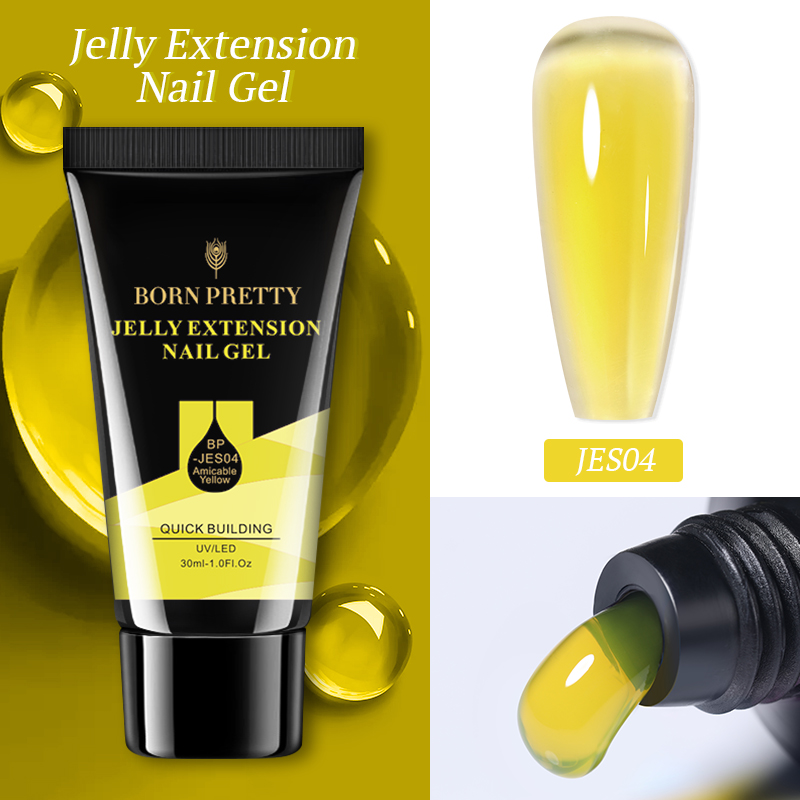 Jelly Extension
Nail Gel
BORN PRETTY
JELLY EXTENSION
NAIL GEL
BP
-JES04
Amicable
Yellow
QUICK BUILDING
UV/LED
30ml-1.0Fl.Oz
JES04